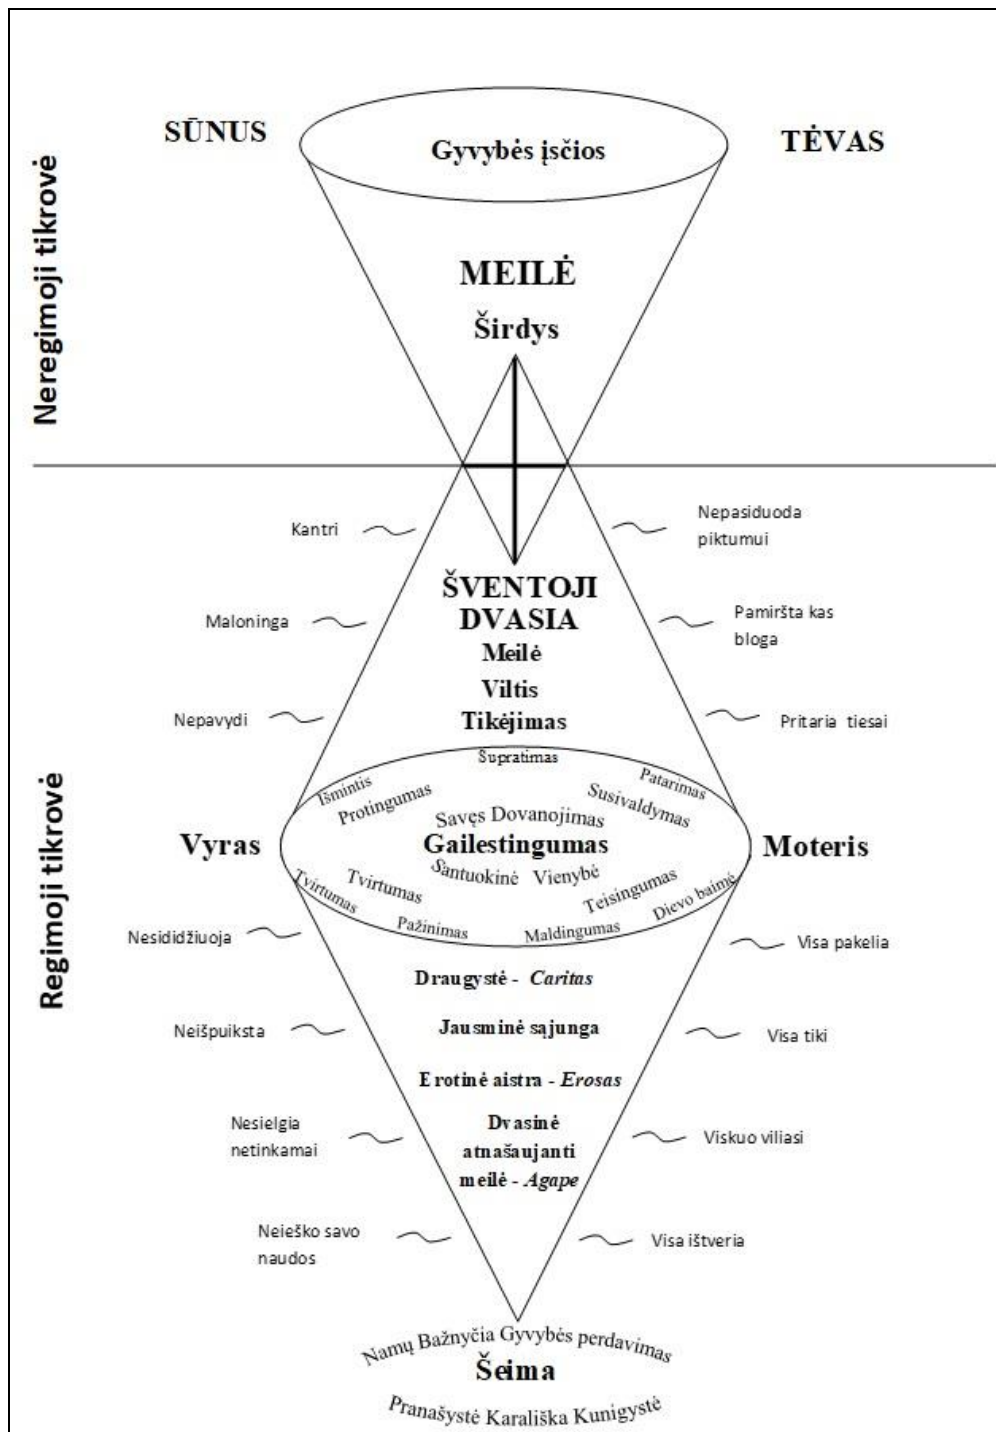 SŪNUS
TĖVAS
Gyvybės įsčios
Neregimoji tikrovė
MEILĖ
Širdys
Kantri
Nepasiduoda
piktumui
ŠVENTOJI
DVASIA
Maloninga
Pamiršta kas
bloga
Meilė
Viltis
Tikėjimas
Nepavydi
Pritaria tiesai
Regimoji tikrovė
Supratimas
Išmintis
Patarimas
Protingumas
Susivaldymas
Savęs Dovanojimas
Vyras
Gailestingumas
Moteris
Santuokinė Vienybė
Tvirtumas
Tvirtumas
Teisingumas
Dievo baimė
Pažinimas
Maldingumas
Nesididžiuoja
Visa pakelia
Draugystė - Caritas
Neišpuiksta
Jausminė sąjunga
Visa tiki
Erotinė aistra - Erosas
Nesielgia
netinkamai
Dvasinė
atnašaujanti
meilė - Agape
Viskuo viliasi
Neieško savo
naudos
Visa ištveria
Namų Bažnyčia Gyvybės perdavimas
Šeima
Pranašystė Karališka Kunigystė